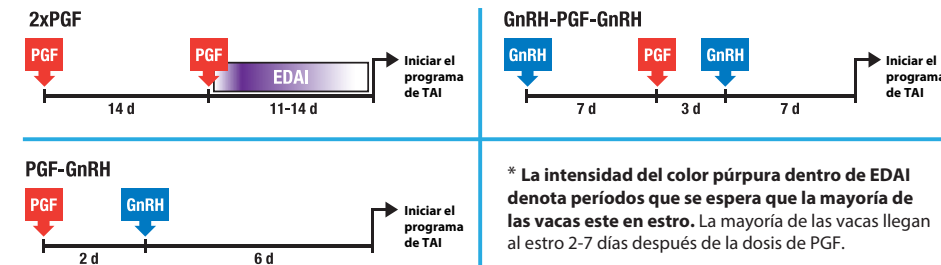 2xPGF
PGF
PGF
EDAI
Iniciar el
programa
de TAI
14 d
11-14 d
GnRH-PGF-GnRH
GnRH
PGF
GnRH
Iniciar el
programa
de TAI
7 d
3 d
7 d
PGF-GnRH
PGF
GnRH
Iniciar el
programa
de TAI
2 d
6 d
* La intensidad del color púrpura dentro de EDAI
denota períodos que se espera que la mayoría de
las vacas este en estro. La mayoría de las vacas llegan
al estro 2-7 días después de la dosis de PGF.